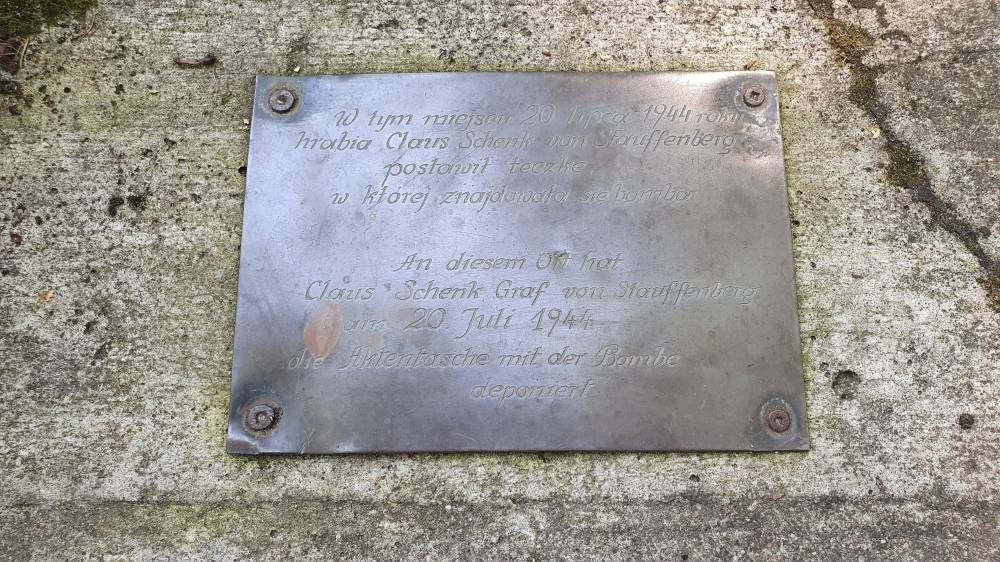 W tym miejscu 20 lipca 1944 roku
hrabia Claus Schenk von Stauffenberg
postawił teczkę,
w której znajdowała się bomba.
An diesem Ort hat
Claus Schenk Graf von Stauffenberg
am 20. Juli 1944
die Aktentasche mit der Bombe
deponiert.